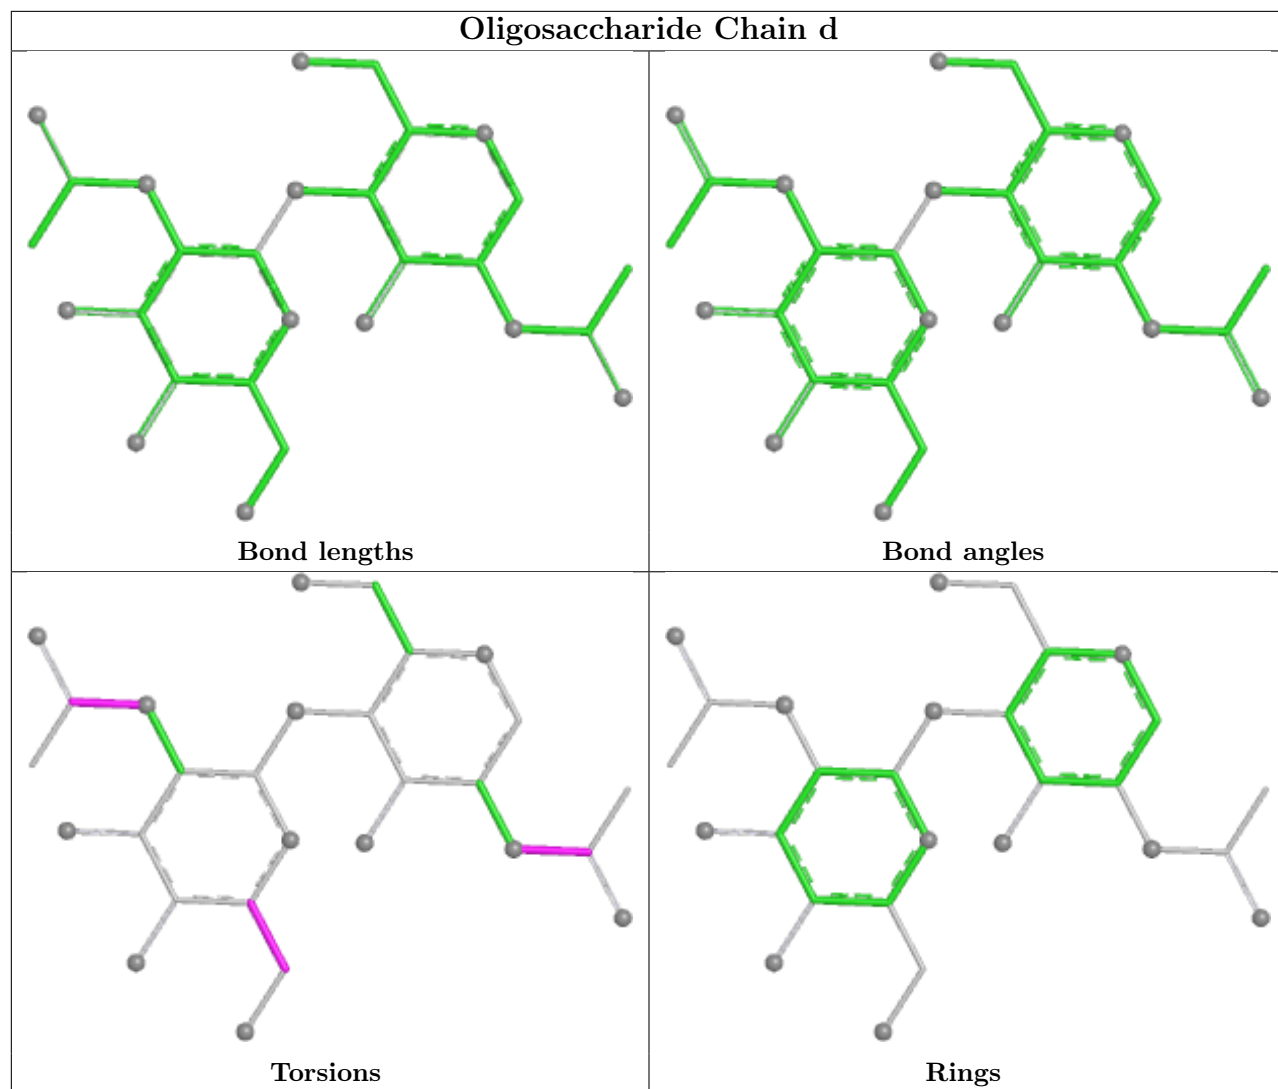 Oligosaccharide Chain d
Bond lengths
Bond angles
Torsions
Rings